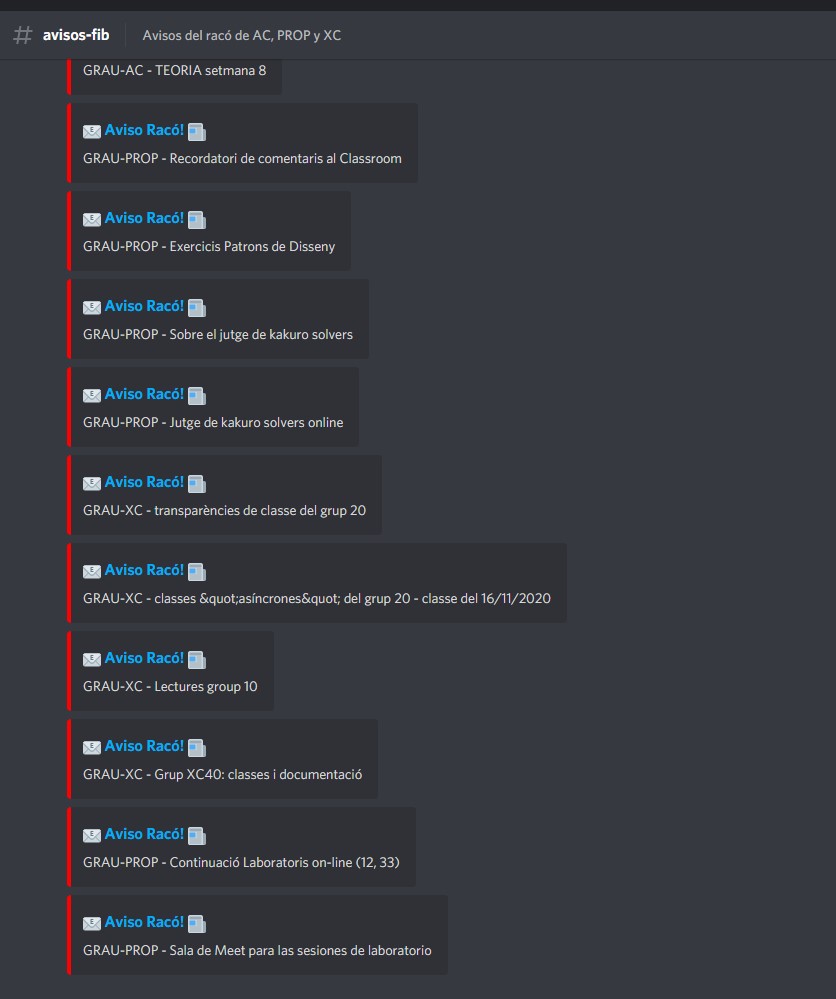 # avisos-fib Avisos del racó de AC, PROP y XC
GRAU-AC - TEORIA setmana 8
Aviso Racó!
GRAU-PROP - Recordatori de comentaris al Classroom
Aviso Racó!
GRAU-PROP - Exercicis Patrons de Disseny
Aviso Racó!
GRAU-PROP - Sobre el jutge de kakuro solvers
Aviso Racó!
GRAU-PROP - Jutge de kakuro solvers online
Aviso Racó!
GRAU-XC - transparències de classe del grup 20
Aviso Racó!
GRAU-XC - classes &quot;asíncrones&quot; del grup 20 - classe del 16/11/2020
Aviso Racó!
GRAU-XC - Lectures group 10
Aviso Racó!
GRAU-XC - Grup XC40: classes i documentació
Aviso Racó!
GRAU-PROP - Continuació Laboratoris on-line (12, 33)
Aviso Racó!
GRAU-PROP - Sala de Meet para las sesiones de laboratorio